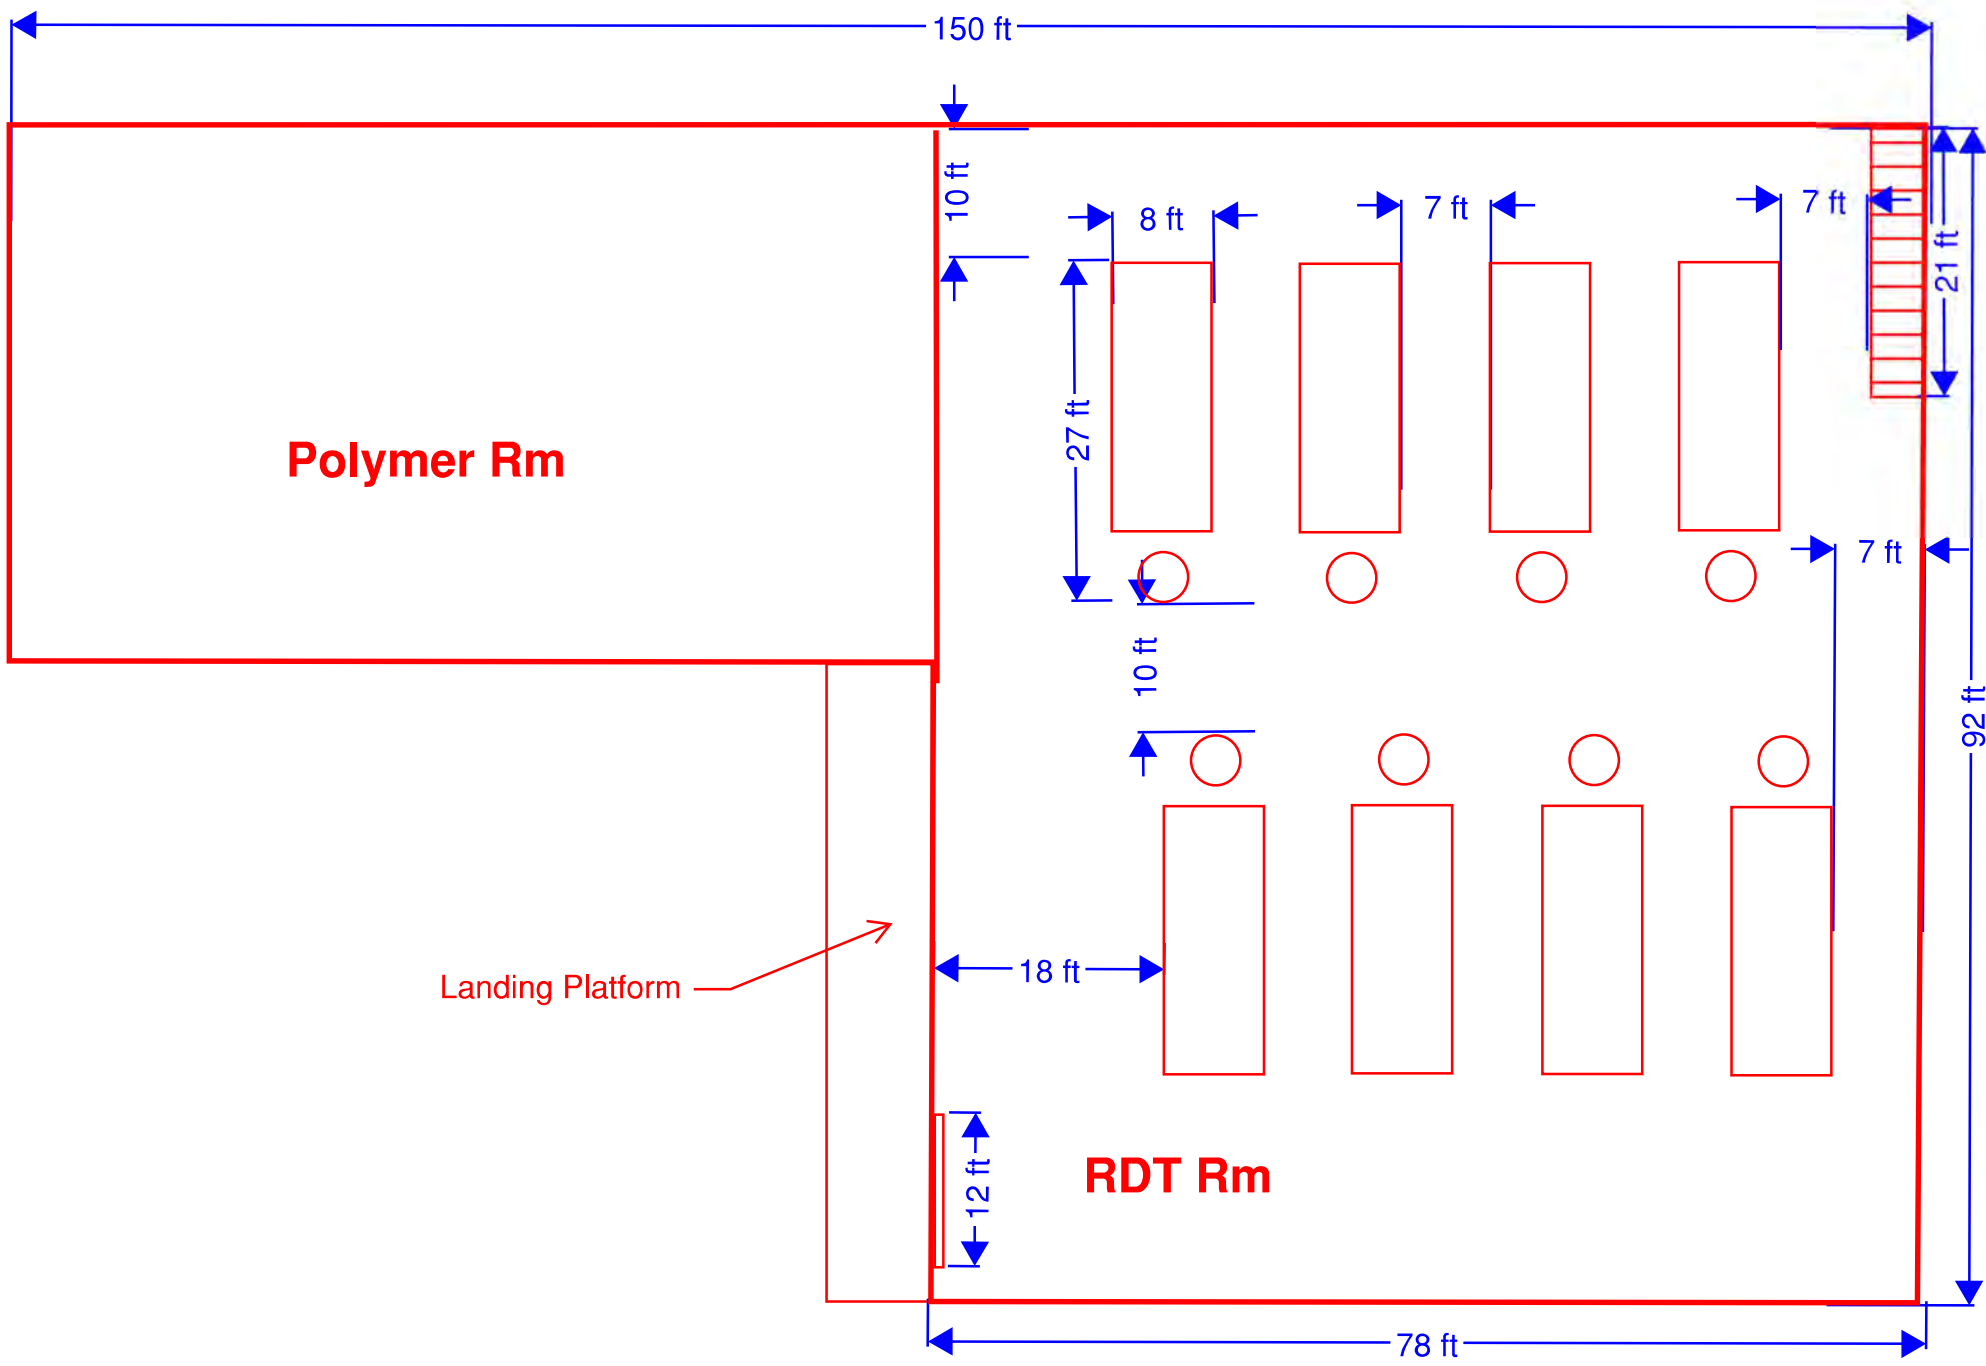 150 ft
10 ft
8 ft
7 ft
7 ft
21 ft
27 ft
Polymer Rm
7 ft
10 ft
92 ft
18 ft
Landing Platform
12 ft
RDT Rm
78 ft